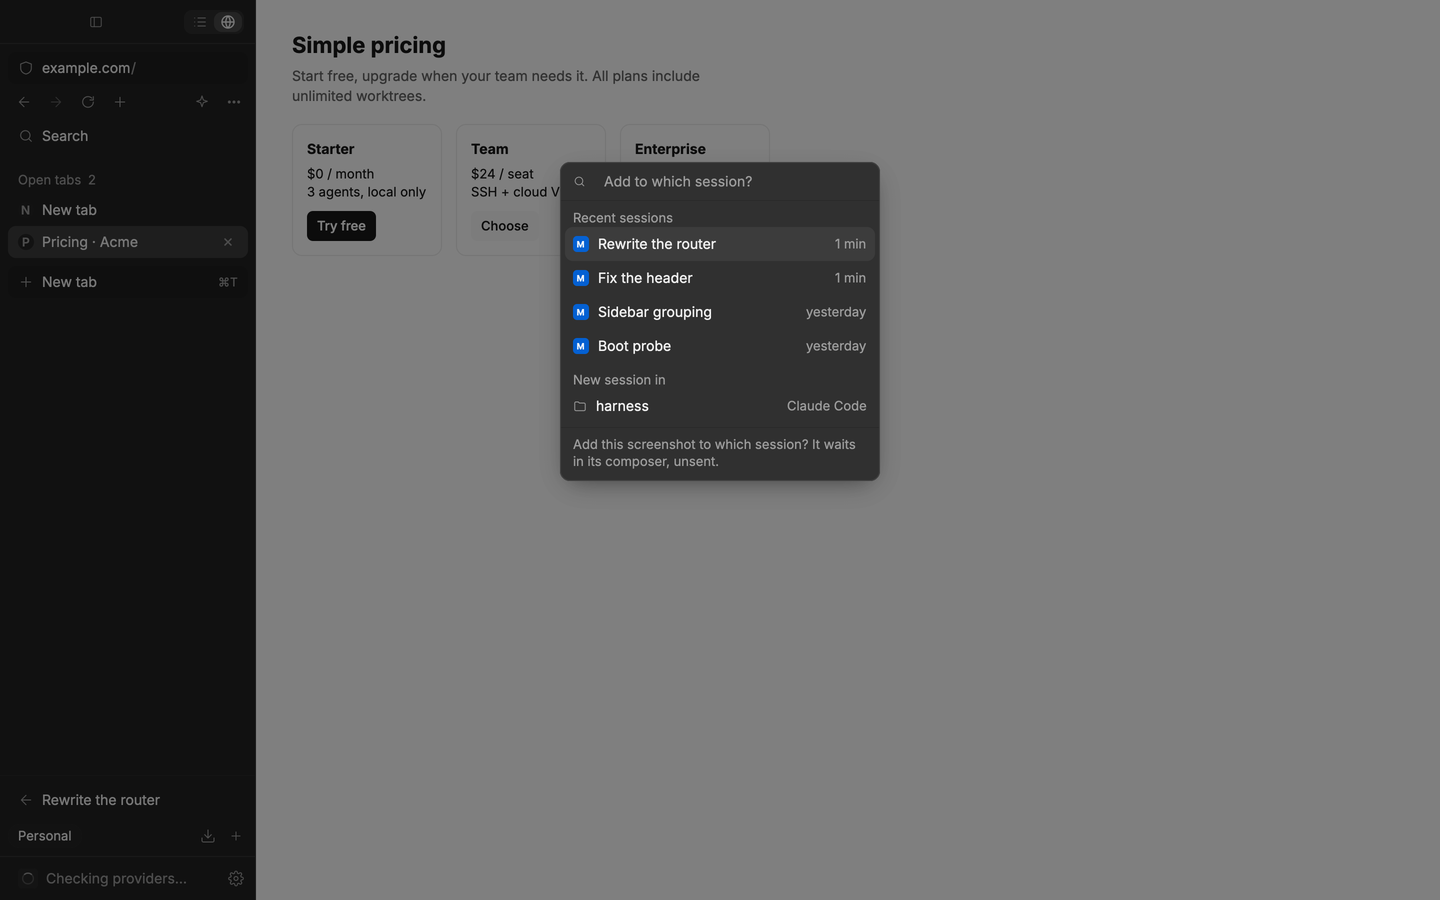 example.com/
Search
Open tabs 2
N New tab
P Pricing · Acme
New tab ⌘T
Rewrite the router
Personal
Checking providers...
Simple pricing
Start free, upgrade when your team needs it. All plans include
unlimited worktrees.
Starter
$0 / month
3 agents, local only
Try free
Team
$24 / seat
SSH + cloud V
Choose
Enterprise
Add to which session?
Recent sessions
M Rewrite the router 1 min
M Fix the header 1 min
M Sidebar grouping yesterday
M Boot probe yesterday
New session in
harness Claude Code
Add this screenshot to which session? It waits
in its composer, unsent.